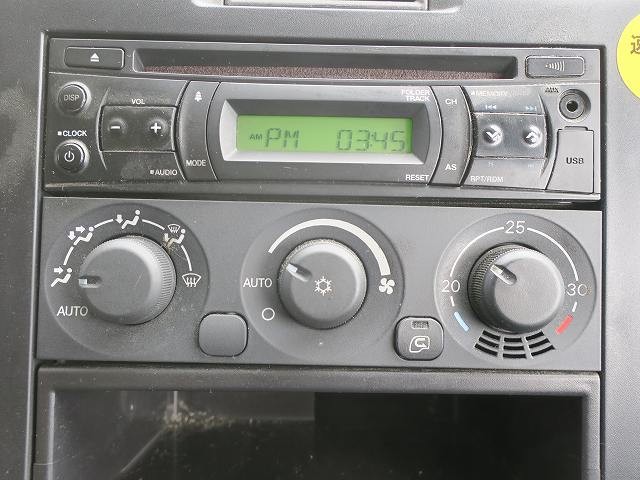 DISP
VOL
- +
CLOCK
AUDIO
MODE
FOLDER
TRACK
AM PM 03:45
RESET
CH
AS
MEMORY
RPT/RDM
AUX
USB
AUTO
AUTO
20
25
30